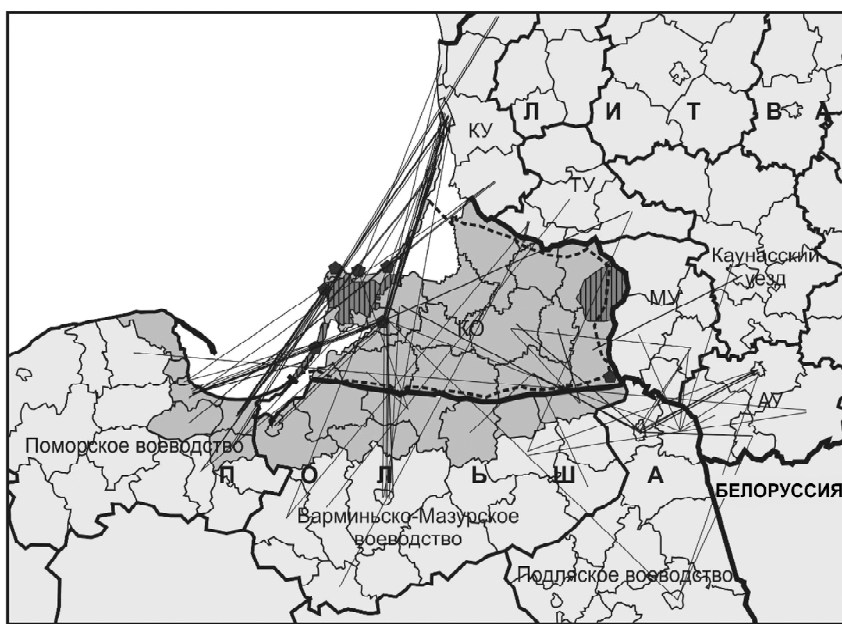 КУ
Л И Т В А
ТУ
Каунасский
уезд
МУ
КО
АУ
Поморское воеводство
П О Л Ь Ш А
БЕЛОРУССИЯ
Варминьско-Мазурское
воеводство
Подляское воеводство